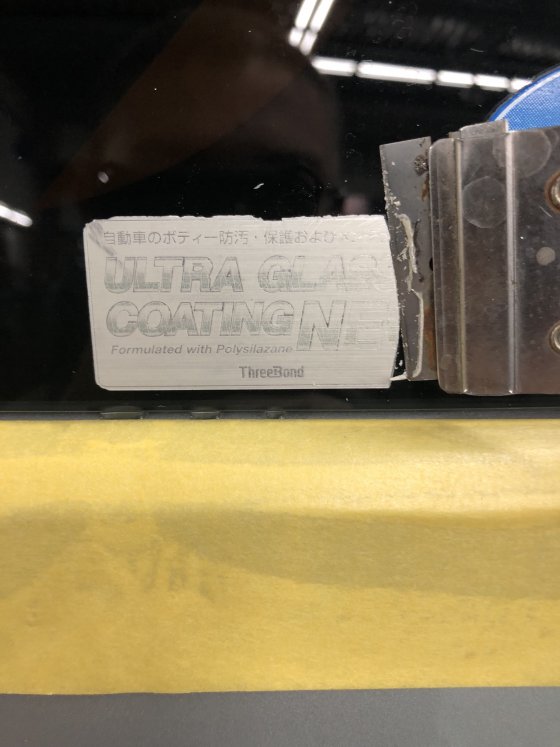 自動車のボディー防汚・保護および
ULTRA GLAS
COATING NE
Formulated with Polysilazane
ThreeBond